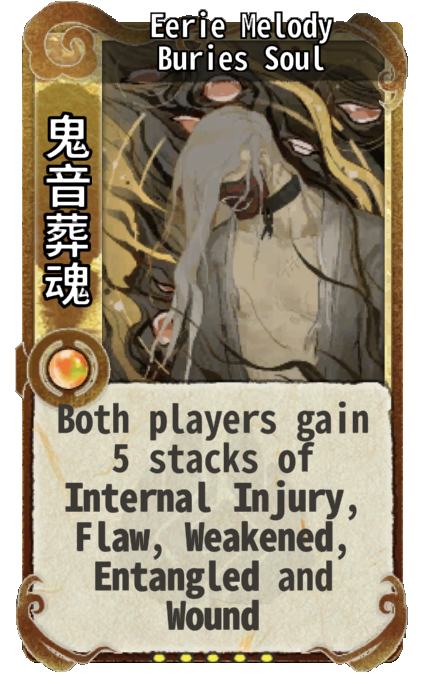 Eerie Melody
Buries Soul
鬼音葬魂
Both players gain
5 stacks of
Internal Injury,
Flaw, Weakened,
Entangled and
Wound